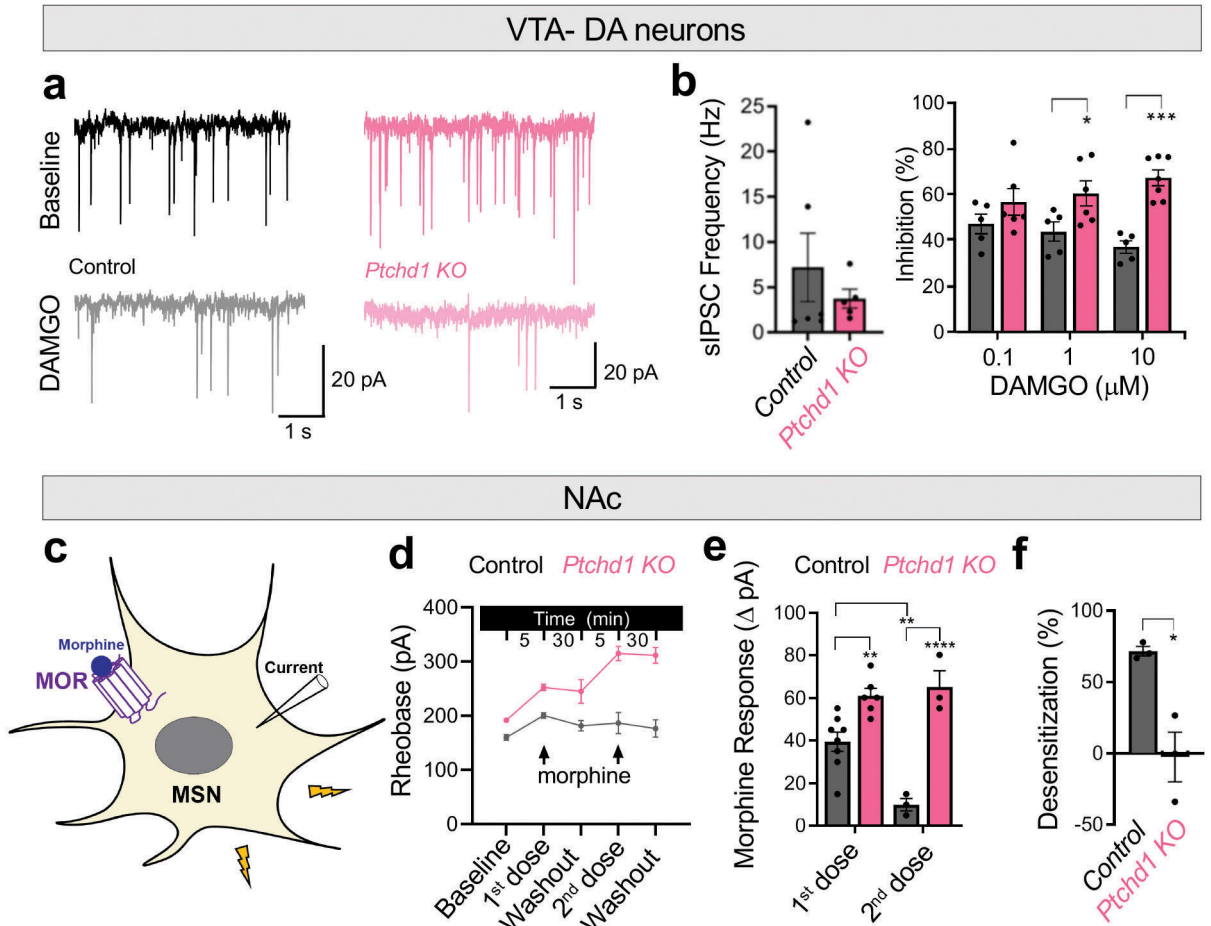 VTA- DA neurons
a
Baseline
Control
Ptchd1 KO
DAMGO
20 pA
1 s
20 pA
1 s
b
sIPSC Frequency (Hz)
25
20
15
10
5
0
Control
Ptchd1 KO
Inhibition (%)
100
80
60
40
20
0
*
***
0.1 1 10
DAMGO (μM)
NAc
c
Morphine
MOR
Current
MSN
d
Control Ptchd1 KO
Rheobase (pA)
400
300
200
100
0
Time (min)
5 30 5 30
morphine
Baseline
1st dose
Washout
2nd dose
Washout
e
Control Ptchd1 KO
Morphine Response (Δ pA)
100
80
60
40
20
0
**
**
****
1st dose
2nd dose
f
Desensitization (%)
100
50
0
-50
*
Control
Ptchd1 KO